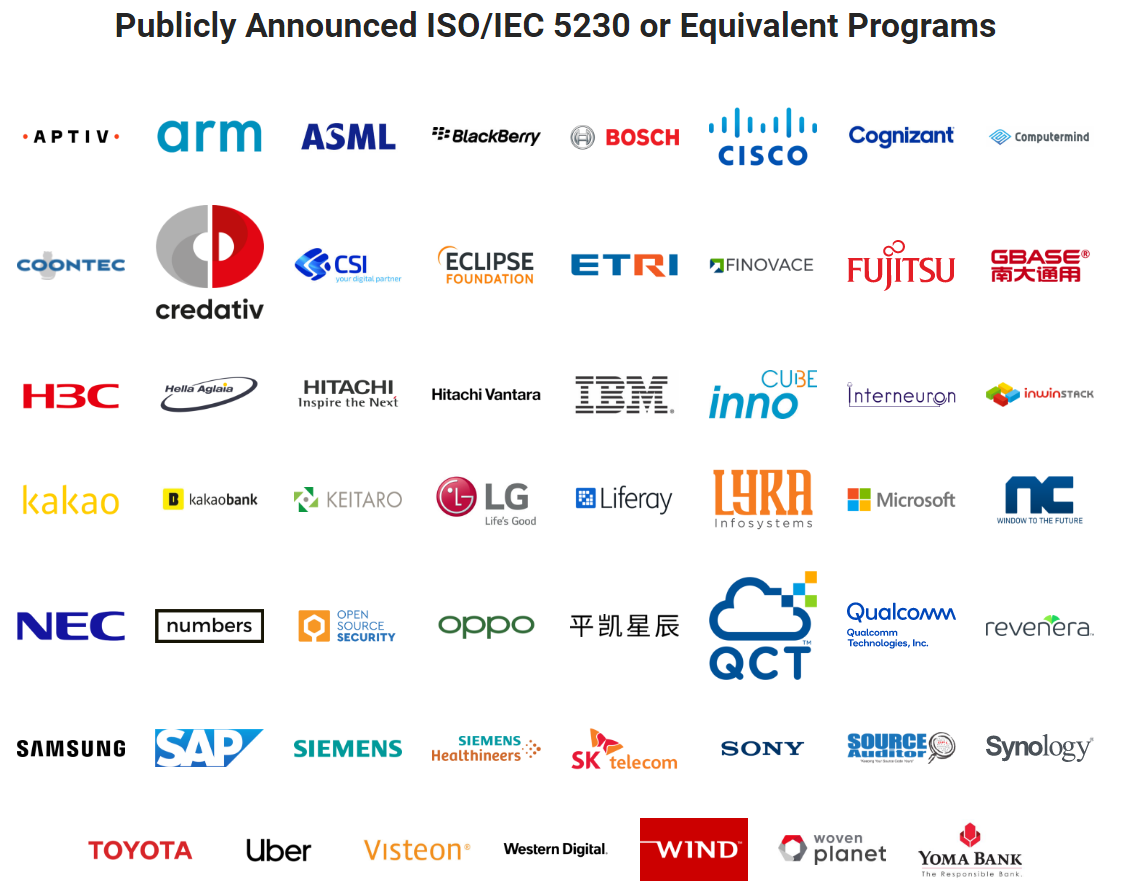 Publicly Announced ISO/IEC 5230 or Equivalent Programs
• APTIV •
arm
ASML
BlackBerry
BOSCH
CISCO
Cognizant
Computermind
COONTEC
credativ
CSI
your digital partner
ECLIPSE
FOUNDATION
ETRI
FINOVACE
FUJITSU
GBASE®
南大通用
H3C
Hella Aglaia
HITACHI
Inspire the Next
Hitachi Vantara
IBM®
CUBE
inno
Interneuron
inwinSTACK
kakao
B kakaobank
KEITARO
LG
Life's Good
Liferay
LYRA
Infosystems
Microsoft
nc
WINDOW TO THE FUTURE
NEC
numbers
OPEN
SOURCE
SECURITY
oppo
平凯星辰
QCT™
Qualcomm
Qualcomm
Technologies, Inc.
revenera.
SAMSUNG
SAP
SIEMENS
SIEMENS
Healthineers
SK telecom
SONY
SOURCE
Auditor
Synology®
TOYOTA
Uber
Visteon®
Western Digital.
WIND®
woven
planet
YOMA BANK
The Responsible Bank.